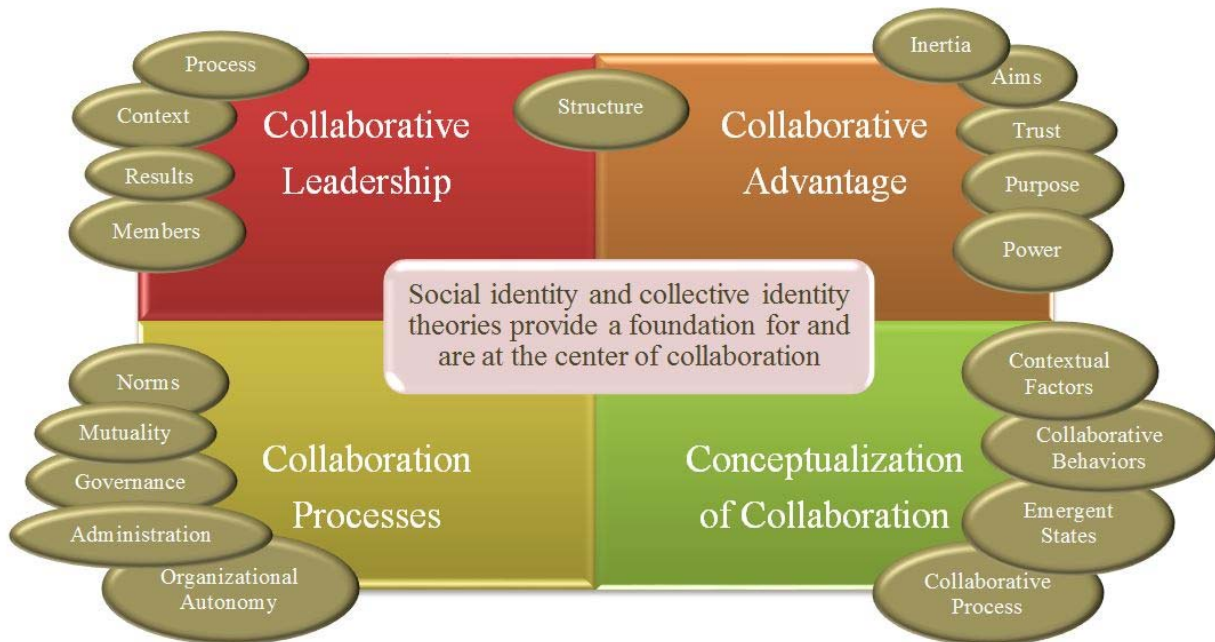 Process
Context
Results
Members
Collaborative
Leadership
Structure
Collaborative
Advantage
Inertia
Aims
Trust
Purpose
Power
Social identity and collective identity
theories provide a foundation for and
are at the center of collaboration
Norms
Mutuality
Governance
Administration
Organizational
Autonomy
Collaboration
Processes
Conceptualization
of Collaboration
Contextual
Factors
Collaborative
Behaviors
Emergent
States
Collaborative
Process